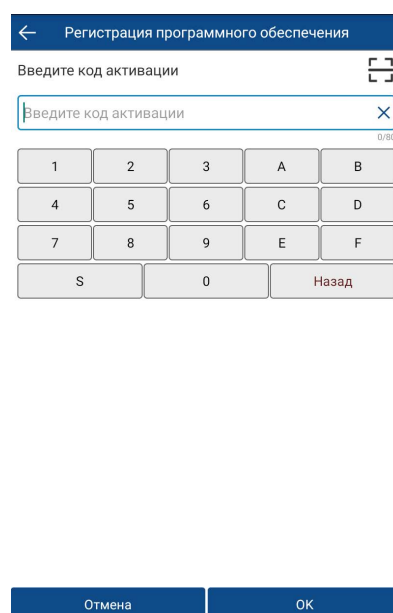 Регистрация программного обеспечения
Введите код активации
Введите код активации
0/80
1 2 3 A B
4 5 6 C D
7 8 9 E F
S 0 Назад
Отмена OK